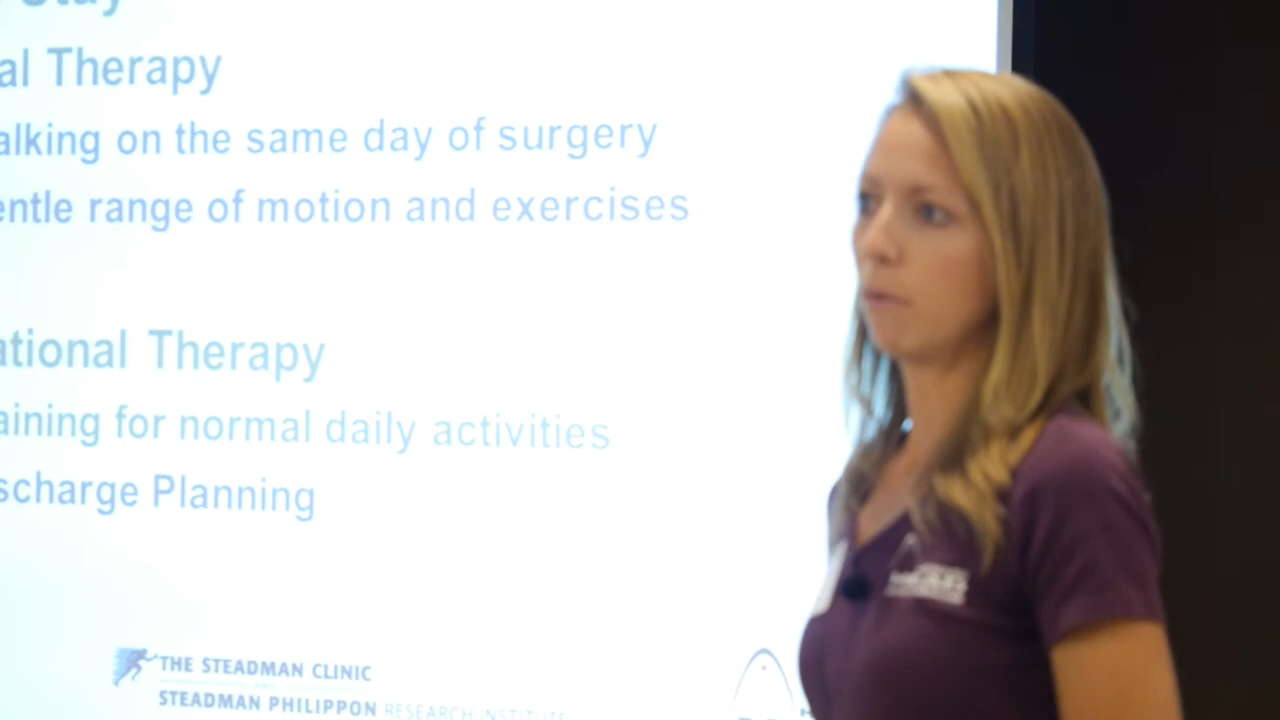 Stay
al Therapy
alking on the same day of surgery
entle range of motion and exercises
ational Therapy
aining for normal daily activities
scharge Planning
THE STEADMAN CLINIC
STEADMAN PHILIPPON RESEARCH INSTITUTE